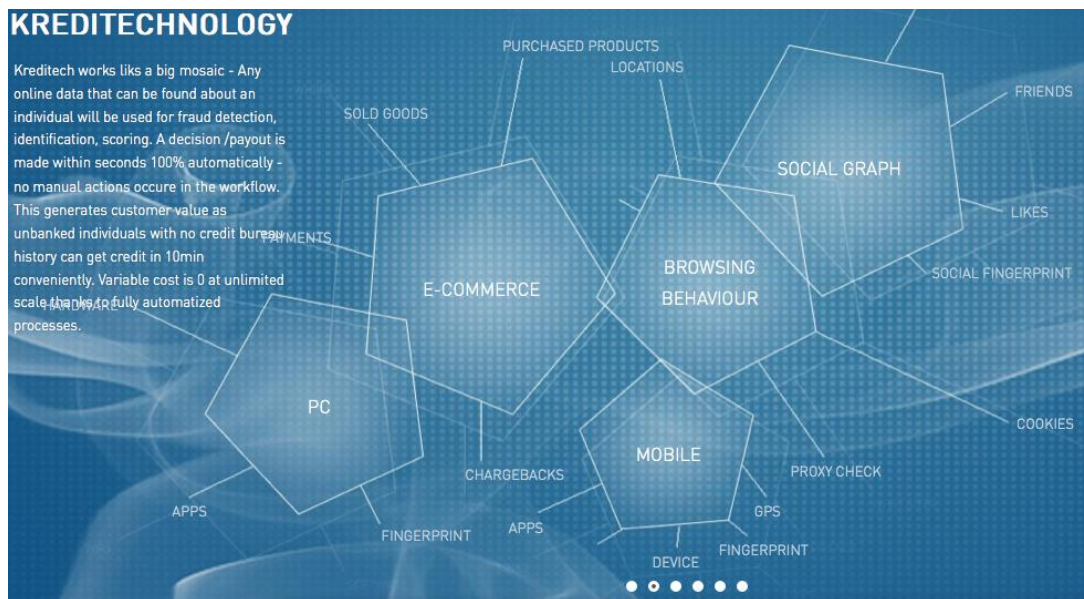 KREDITECHNOLOGY
Kreditech works like a big mosaic - Any
online data that can be found about an
individual will be used for fraud detection,
identification, scoring. A decision /payout is
made within seconds 100% automatically -
no manual actions occure in the workflow.
This generates customer value as
unbanked individuals with no credit bureau
history can get credit in 10min
conveniently. Variable cost is 0 at unlimited
scale thanks to fully automatized
processes.
PURCHASED PRODUCTS
LOCATIONS
FRIENDS
SOLD GOODS
SOCIAL GRAPH
LIKES
PAYMENTS
SOCIAL FINGERPRINT
BROWSING
BEHAVIOUR
E-COMMERCE
HARDWARE
PC
COOKIES
MOBILE
CHARGEBACKS
PROXY CHECK
APPS
GPS
APPS
FINGERPRINT
FINGERPRINT
DEVICE